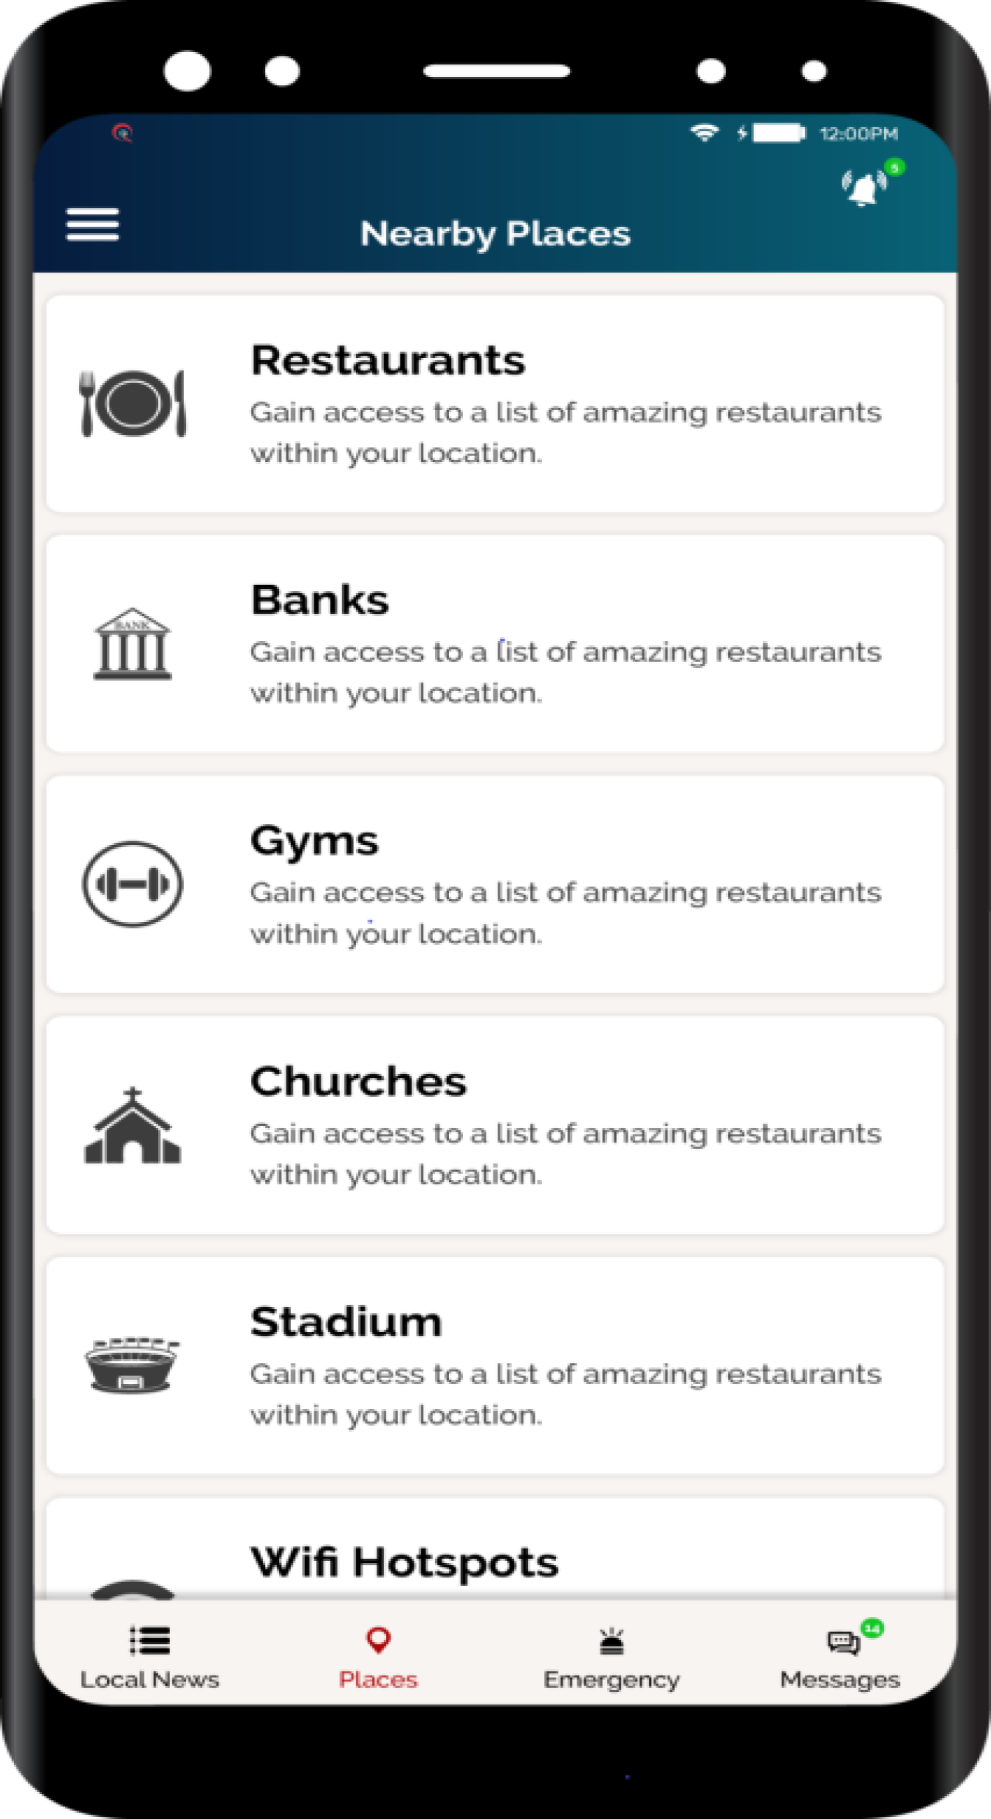 12:00PM
5
Nearby Places
Restaurants
Gain access to a list of amazing restaurants
within your location.
BANK
Banks
Gain access to a list of amazing restaurants
within your location.
Gyms
Gain access to a list of amazing restaurants
within your location.
Churches
Gain access to a list of amazing restaurants
within your location.
Stadium
Gain access to a list of amazing restaurants
within your location.
Wifi Hotspots
14
Local News Places Emergency Messages